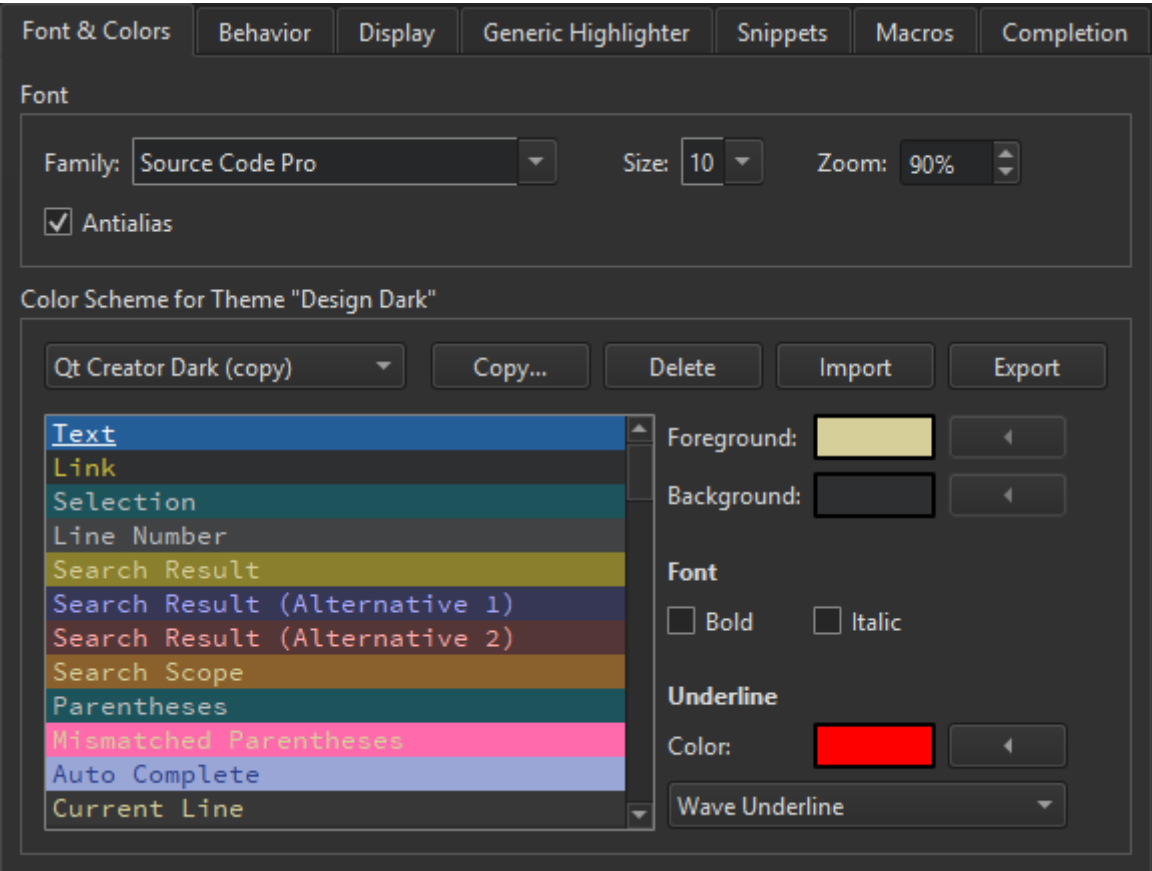 Font & Colors Behavior Display Generic Highlighter Snippets Macros Completion
Font
Family: Source Code Pro Size: 10 Zoom: 90%
Antialias
Color Scheme for Theme "Design Dark"
Qt Creator Dark (copy) Copy... Delete Import Export
Text
Link
Selection
Line Number
Search Result
Search Result (Alternative 1)
Search Result (Alternative 2)
Search Scope
Parentheses
Mismatched Parentheses
Auto Complete
Current Line
Foreground:
Background:
Font
Bold Italic
Underline
Color:
Wave Underline